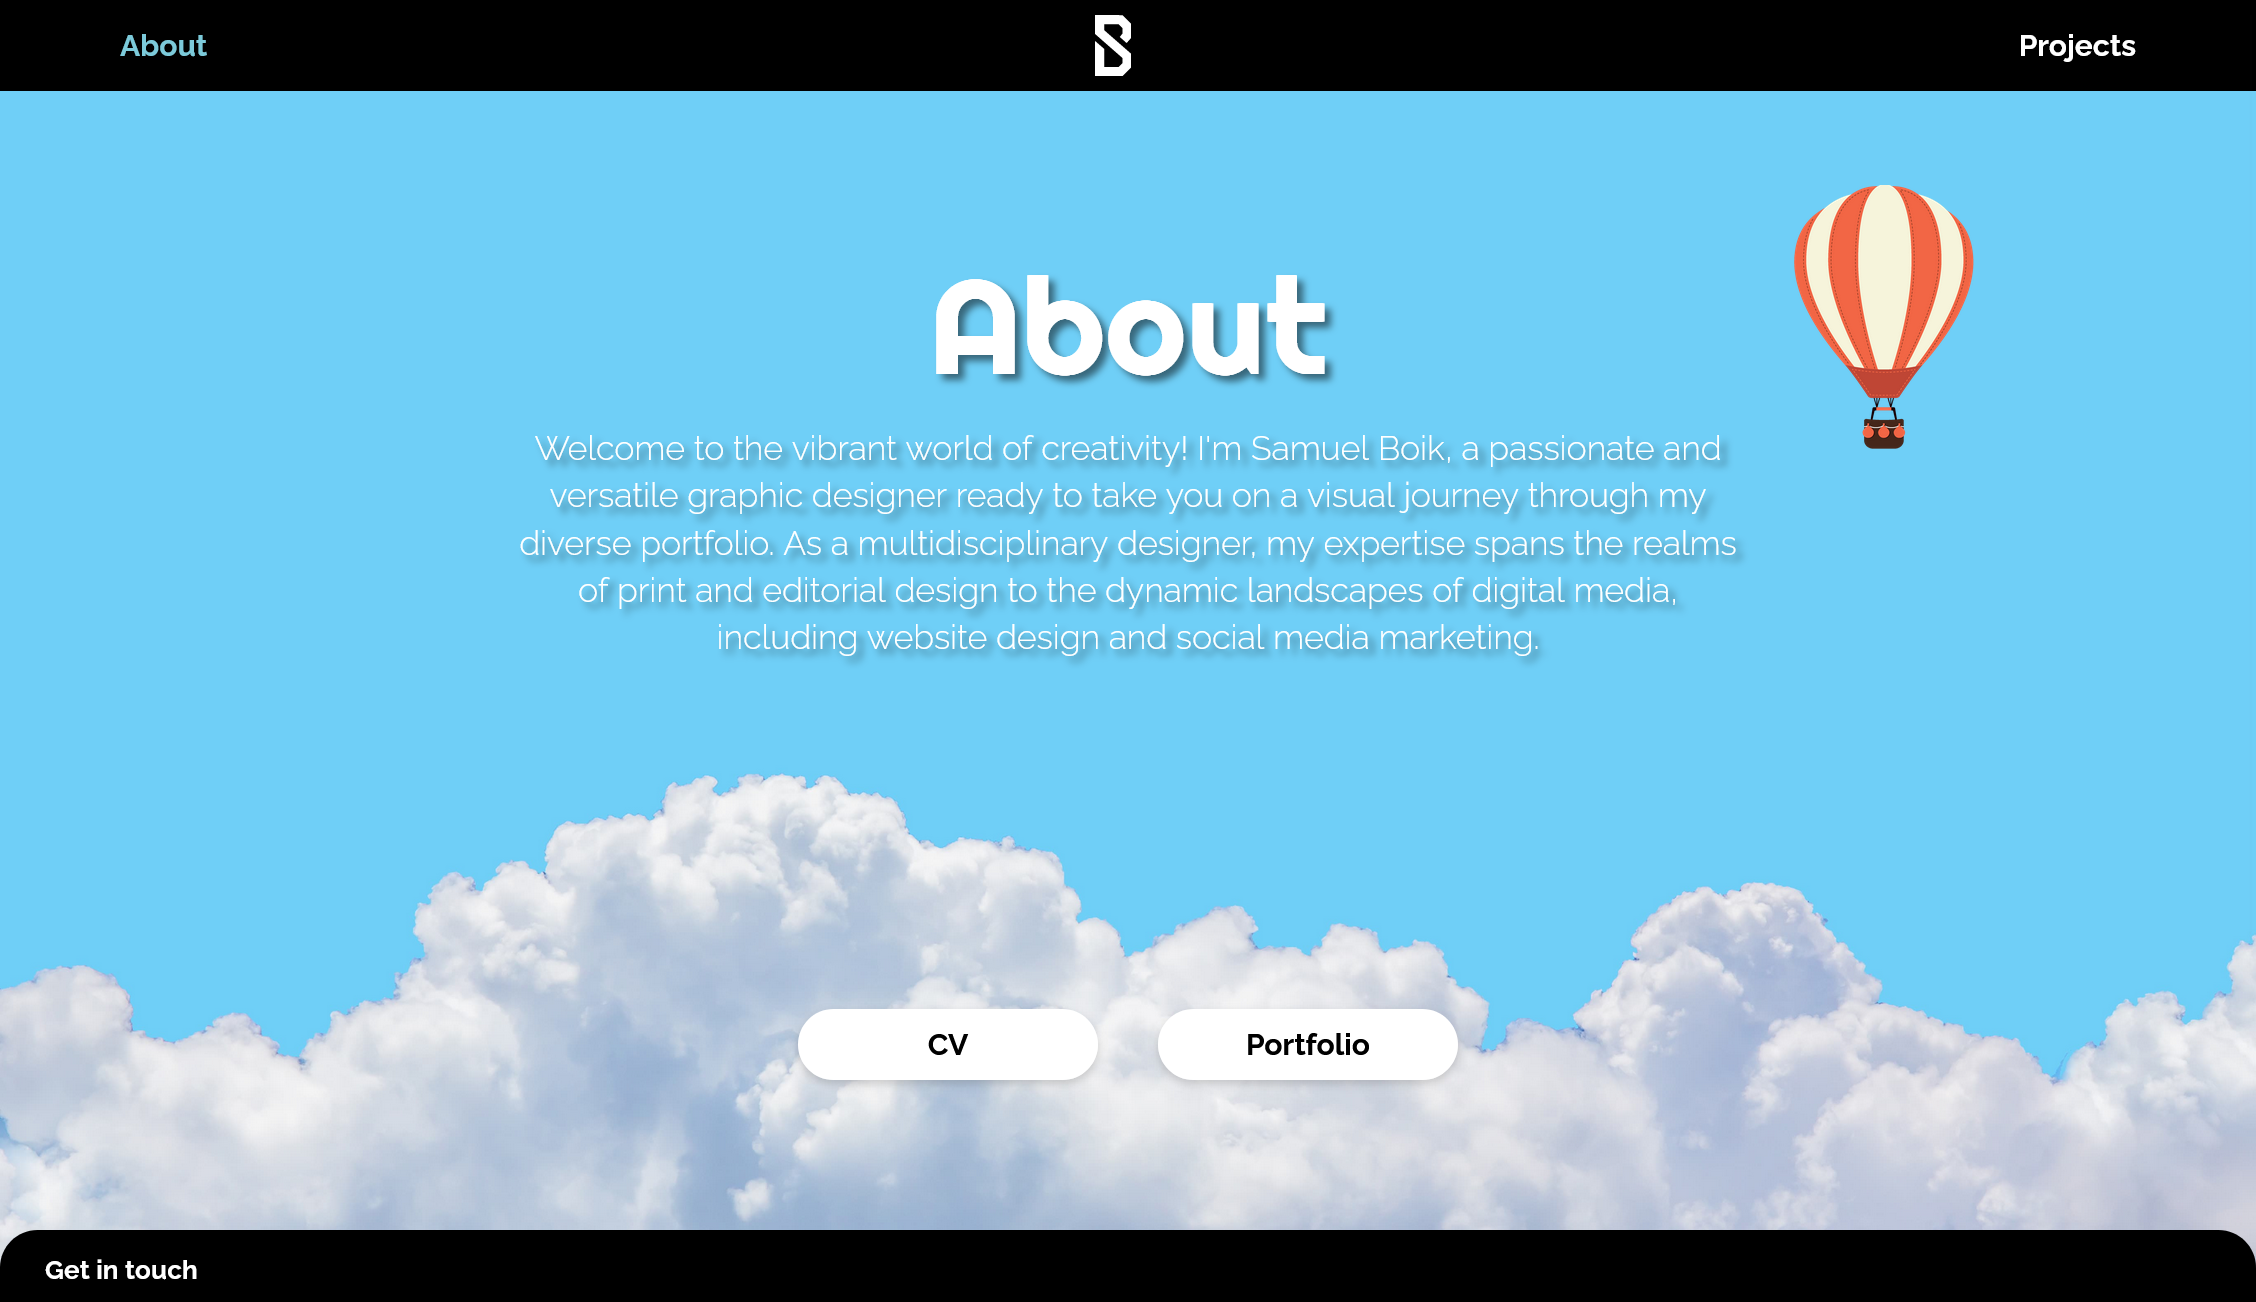 About
Projects
About
Welcome to the vibrant world of creativity! I'm Samuel Boik, a passionate and
versatile graphic designer ready to take you on a visual journey through my
diverse portfolio. As a multidisciplinary designer, my expertise spans the realms
of print and editorial design to the dynamic landscapes of digital media,
including website design and social media marketing.
CV
Portfolio
Get in touch